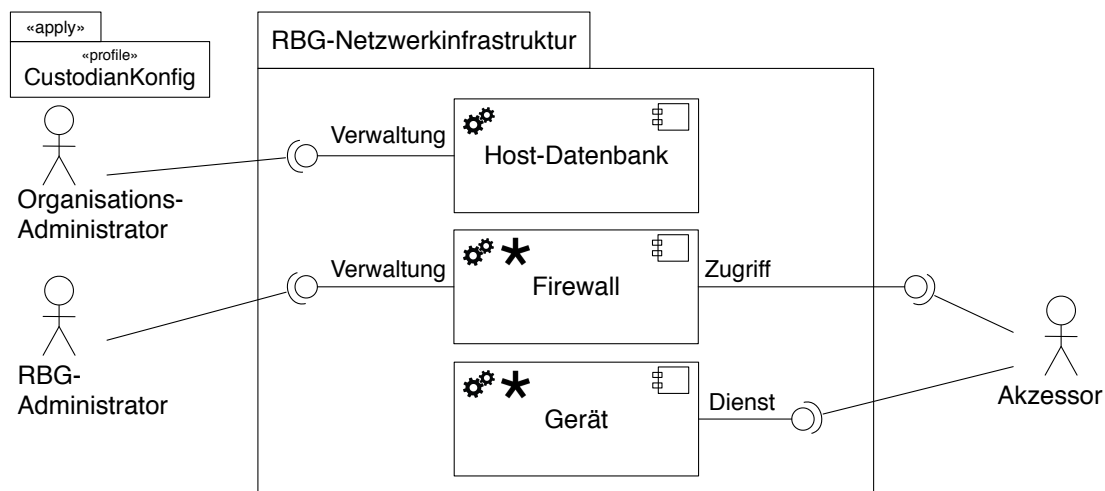 «apply»
«profile»
CustodianKonfig
RBG-Netzwerkinfrastruktur
Organisations-
Administrator
Verwaltung
Host-Datenbank
RBG-
Administrator
Verwaltung
Firewall
Zugriff
Gerät
Dienst
Akzessor